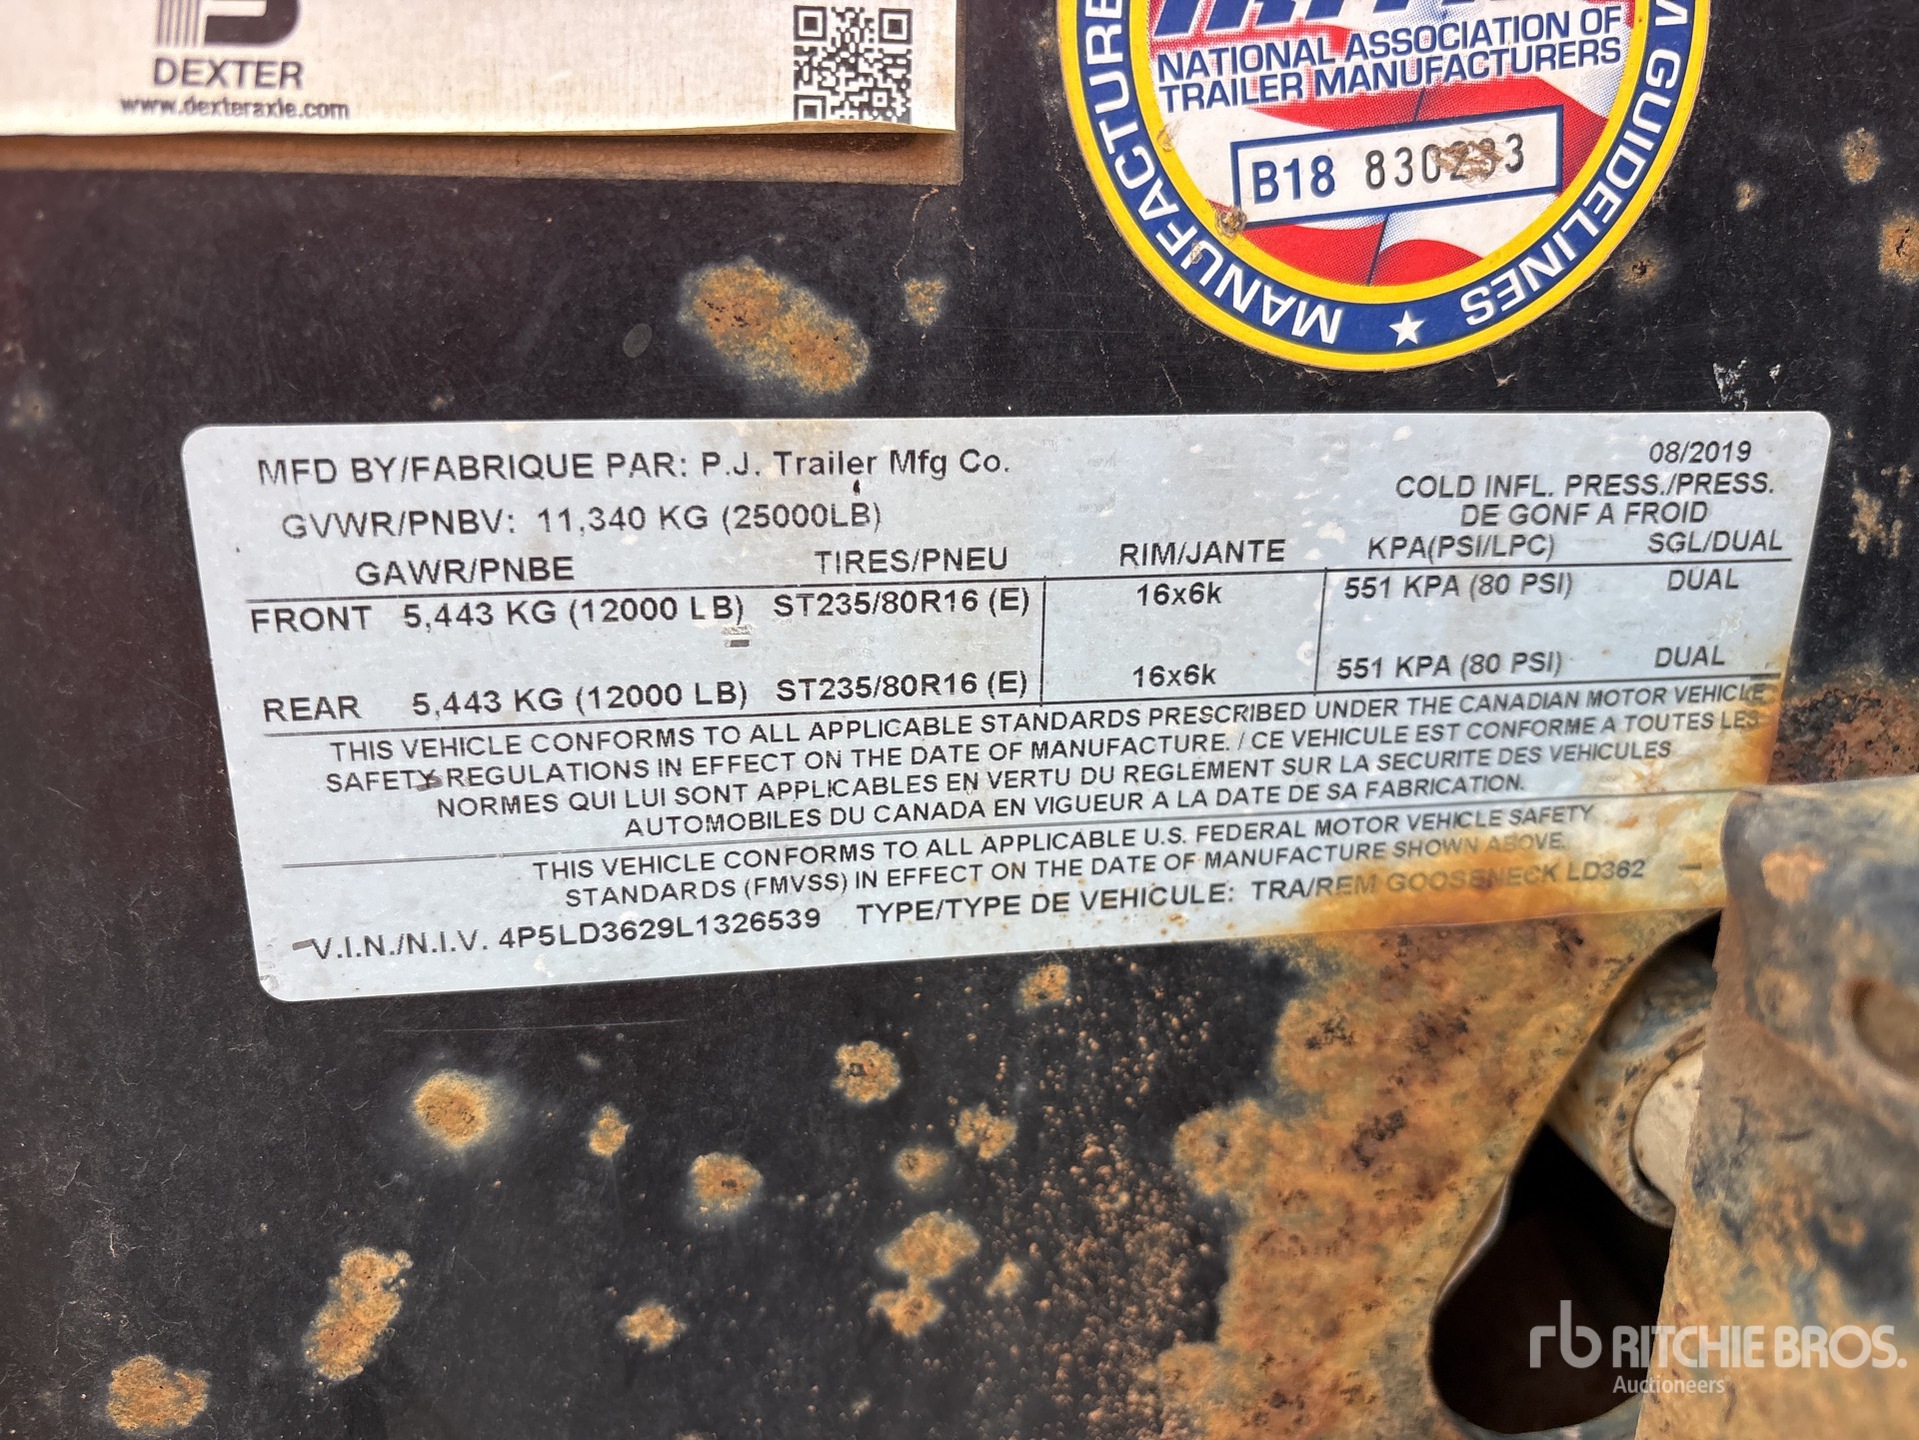 DEXTER
www.dexteraxle.com
NATIONAL ASSOCIATION OF
TRAILER MANUFACTURERS
B18 830293
MANUFACTURE
GUIDELINES
MFD BY/FABRIQUE PAR: P.J. Trailer Mfg Co.
08/2019
GVWR/PNBV: 11,340 KG (25000LB)
COLD INFL. PRESS./PRESS.
DE GONF A FROID
GAWR/PNBE TIRES/PNEU RIM/JANTE KPA(PSI/LPC) SGL/DUAL
FRONT 5,443 KG (12000 LB) ST235/80R16 (E) 16x6k 551 KPA (80 PSI) DUAL
REAR 5,443 KG (12000 LB) ST235/80R16 (E) 16x6k 551 KPA (80 PSI) DUAL
THIS VEHICLE CONFORMS TO ALL APPLICABLE STANDARDS PRESCRIBED UNDER THE CANADIAN MOTOR VEHICLE
SAFETY REGULATIONS IN EFFECT ON THE DATE OF MANUFACTURE. / CE VEHICULE EST CONFORME A TOUTES LES
NORMES QUI LUI SONT APPLICABLES EN VERTU DU REGLEMENT SUR LA SECURITE DES VEHICULES
AUTOMOBILES DU CANADA EN VIGUEUR A LA DATE DE SA FABRICATION.
THIS VEHICLE CONFORMS TO ALL APPLICABLE U.S. FEDERAL MOTOR VEHICLE SAFETY
STANDARDS (FMVSS) IN EFFECT ON THE DATE OF MANUFACTURE SHOWN ABOVE.
V.I.N./N.I.V. 4P5LD3629L1326539 TYPE/TYPE DE VEHICULE: TRA/REM GOOSENECK LD362
rb RITCHIE BROS.
Auctioneers